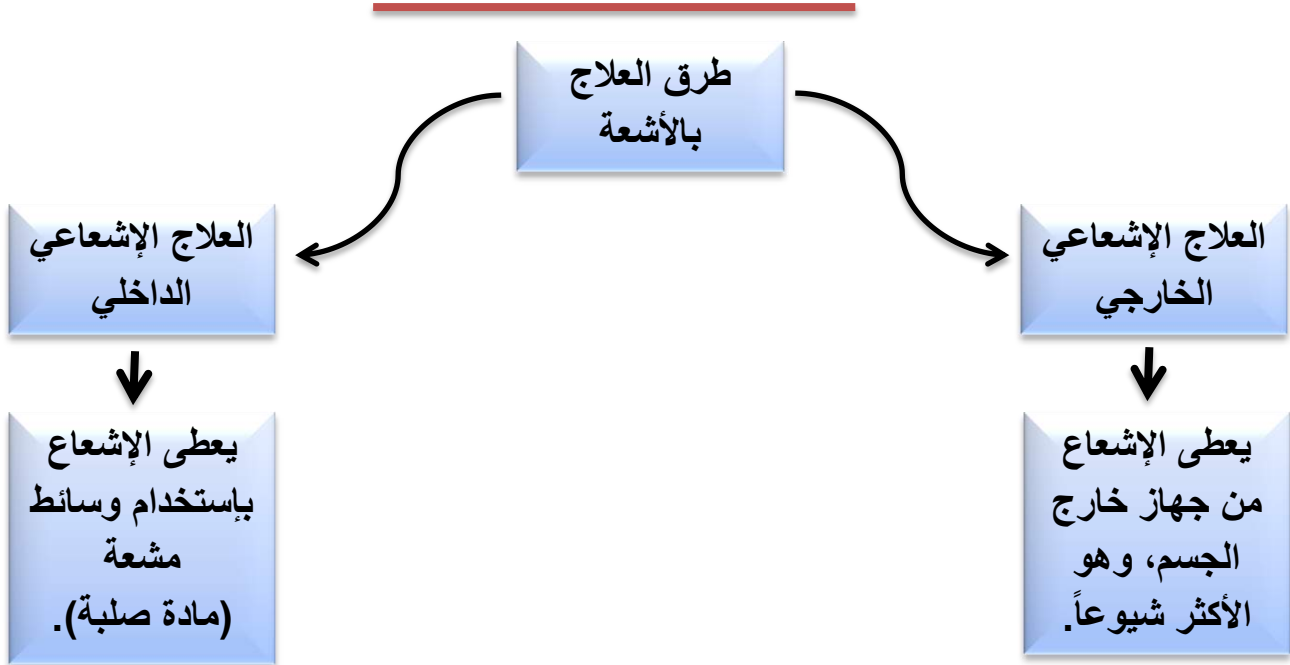 طرق العلاج
بالأشعة
العلاج الإشعاعي
الخارجي
العلاج الإشعاعي
الداخلي
يعطى الإشعاع
من جهاز خارج
الجسم، وهو
الأكثر شيوعاً.
يعطى الإشعاع
بإستخدام وسائط
مشعة
(مادة صلبة).